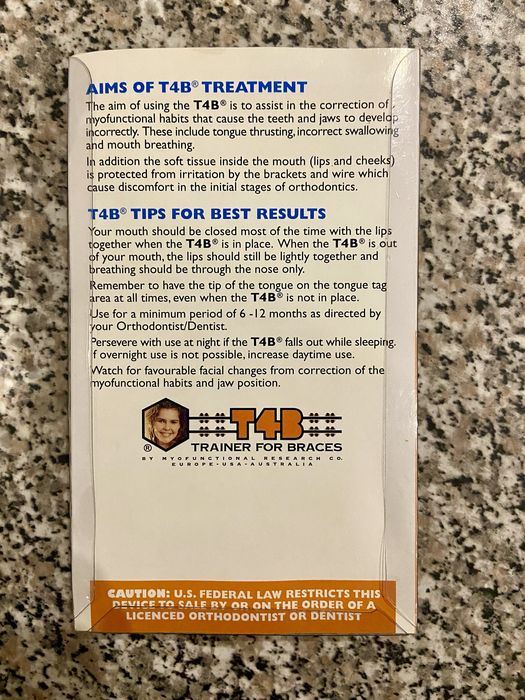 AIMS OF T4B® TREATMENT
The aim of using the T4B® is to assist in the correction of
myofunctional habits that cause the teeth and jaws to develop
incorrectly. These include tongue thrusting, incorrect swallowing
and mouth breathing.
In addition the soft tissue inside the mouth (lips and cheeks)
is protected from irritation by the brackets and wire which
cause discomfort in the initial stages of orthodontics.
T4B® TIPS FOR BEST RESULTS
Your mouth should be closed most of the time with the lips
together when the T4B® is in place. When the T4B® is out
of your mouth, the lips should still be lightly together and
breathing should be through the nose only.
Remember to have the tip of the tongue on the tongue tag
area at all times, even when the T4B® is not in place.
Use for a minimum period of 6 -12 months as directed by
your Orthodontist/Dentist.
Persevere with use at night if the T4B® falls out while sleeping.
If overnight use is not possible, increase daytime use.
Watch for favourable facial changes from correction of the
myofunctional habits and jaw position.
T4B
® TRAINER FOR BRACES
BY MYOFUNCTIONAL RESEARCH CO.
EUROPE·USA·AUSTRALIA
CAUTION: U.S. FEDERAL LAW RESTRICTS THIS
DEVICE TO SALE BY OR ON THE ORDER OF A
LICENCED ORTHODONTIST OR DENTIST